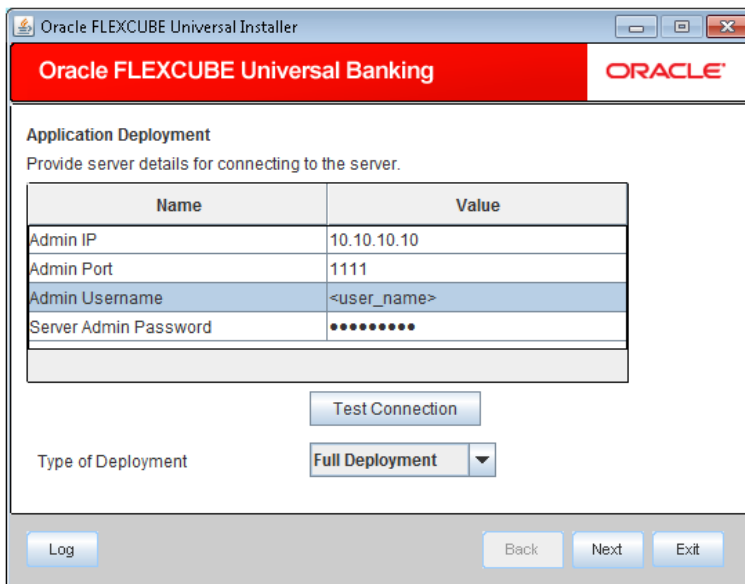 Oracle FLEXCUBE Universal Installer
Oracle FLEXCUBE Universal Banking
ORACLE
Application Deployment
Provide server details for connecting to the server.
Name Value
Admin IP 10.10.10.10
Admin Port 1111
Admin Username <user_name>
Server Admin Password •••••••••
Test Connection
Type of Deployment Full Deployment
Log Back Next Exit